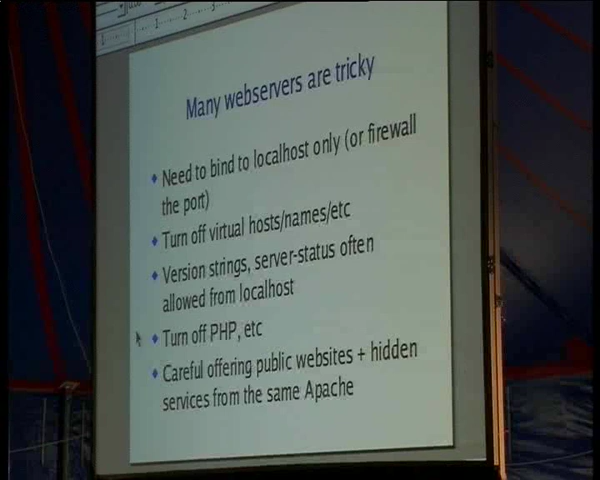 Many webservers are tricky
Need to bind to localhost only (or firewall
the port)
Turn off virtual hosts/names/etc
Version strings, server-status often
allowed from localhost
Turn off PHP, etc
Careful offering public websites + hidden
services from the same Apache